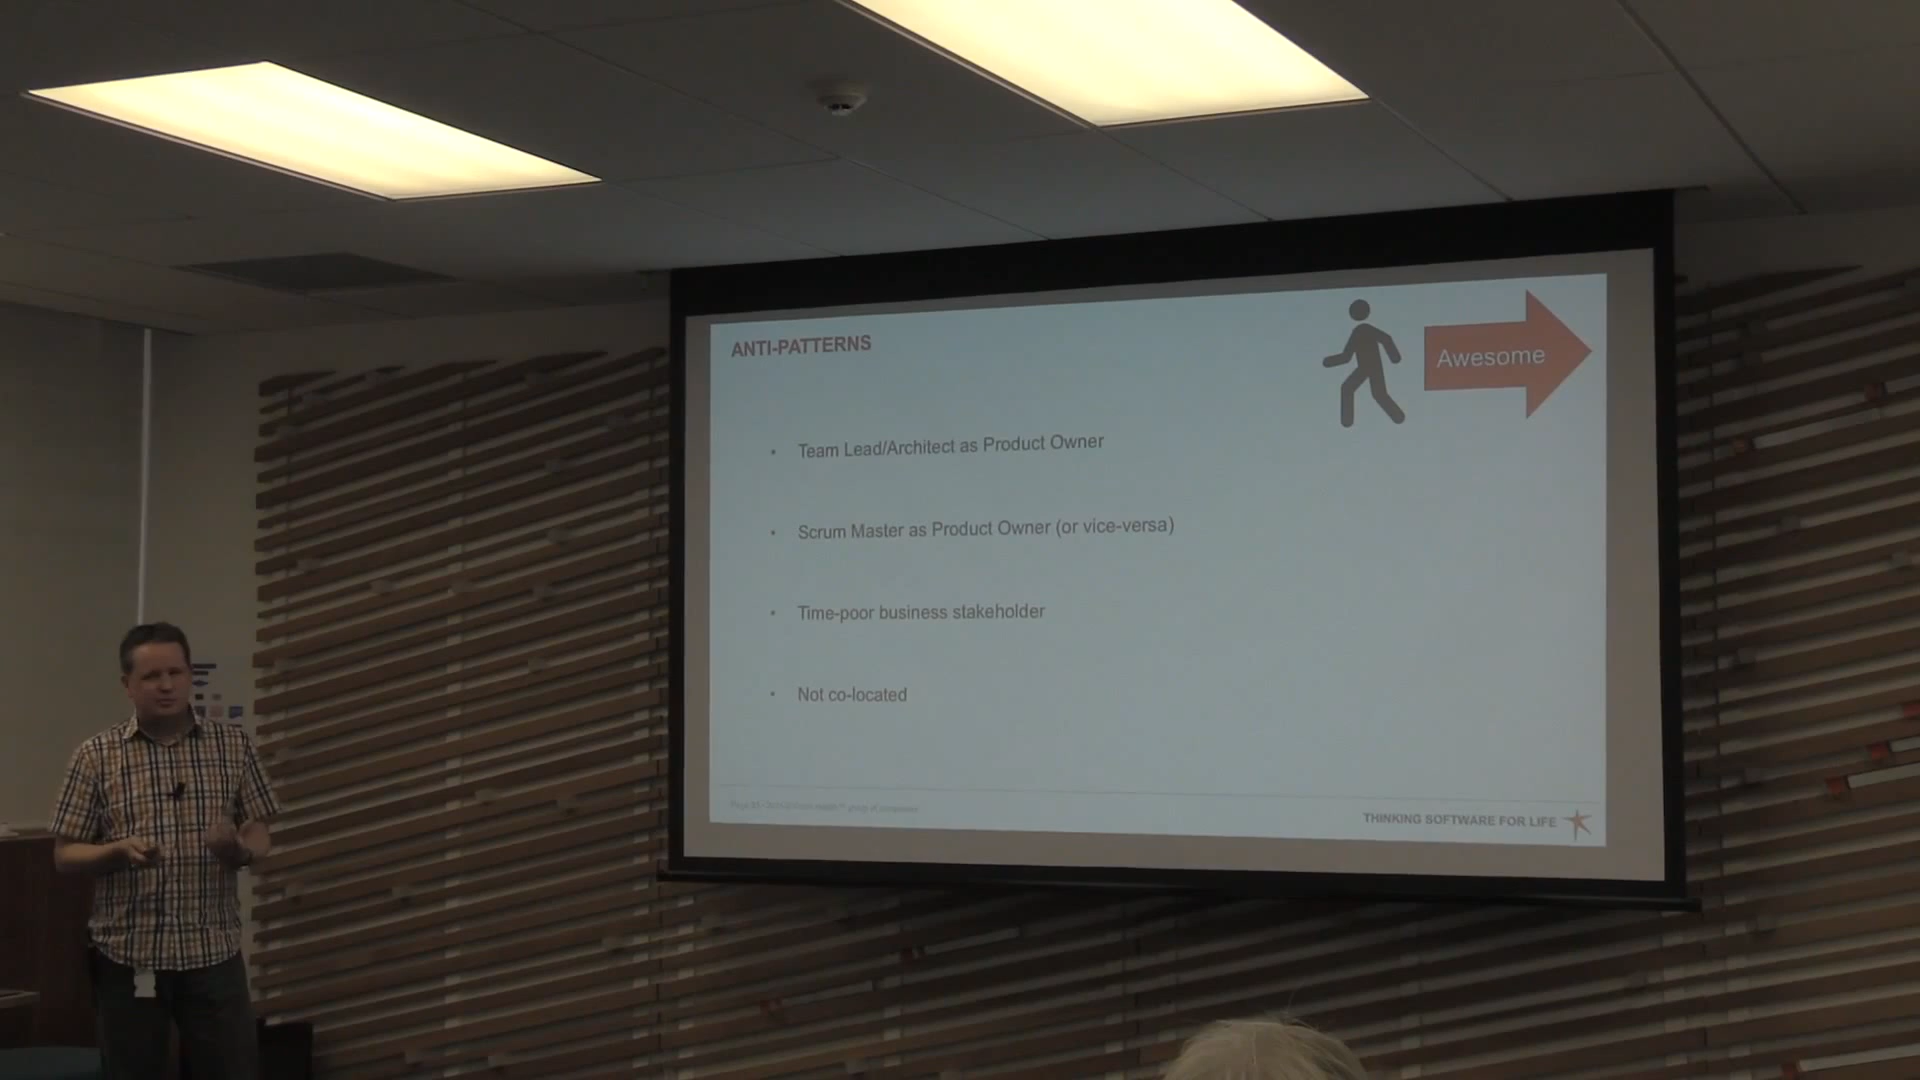 ANTI-PATTERNS
Awesome
• Team Lead/Architect as Product Owner
• Scrum Master as Product Owner (or vice-versa)
• Time-poor business stakeholder
• Not co-located
THINKING SOFTWARE FOR LIFE